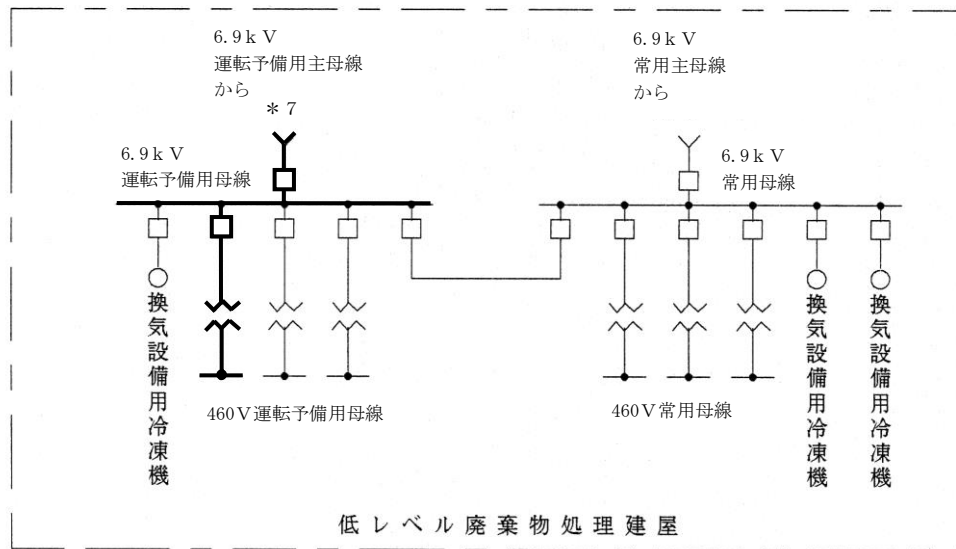 6.9kV
運転予備用主母線
から
＊7
6.9kV
常用主母線
から
6.9kV
運転予備用母線
6.9kV
常用母線
換気設備用冷凍機
換気設備用冷凍機
換気設備用冷凍機
460V運転予備用母線
460V常用母線
低レベル廃棄物処理建屋